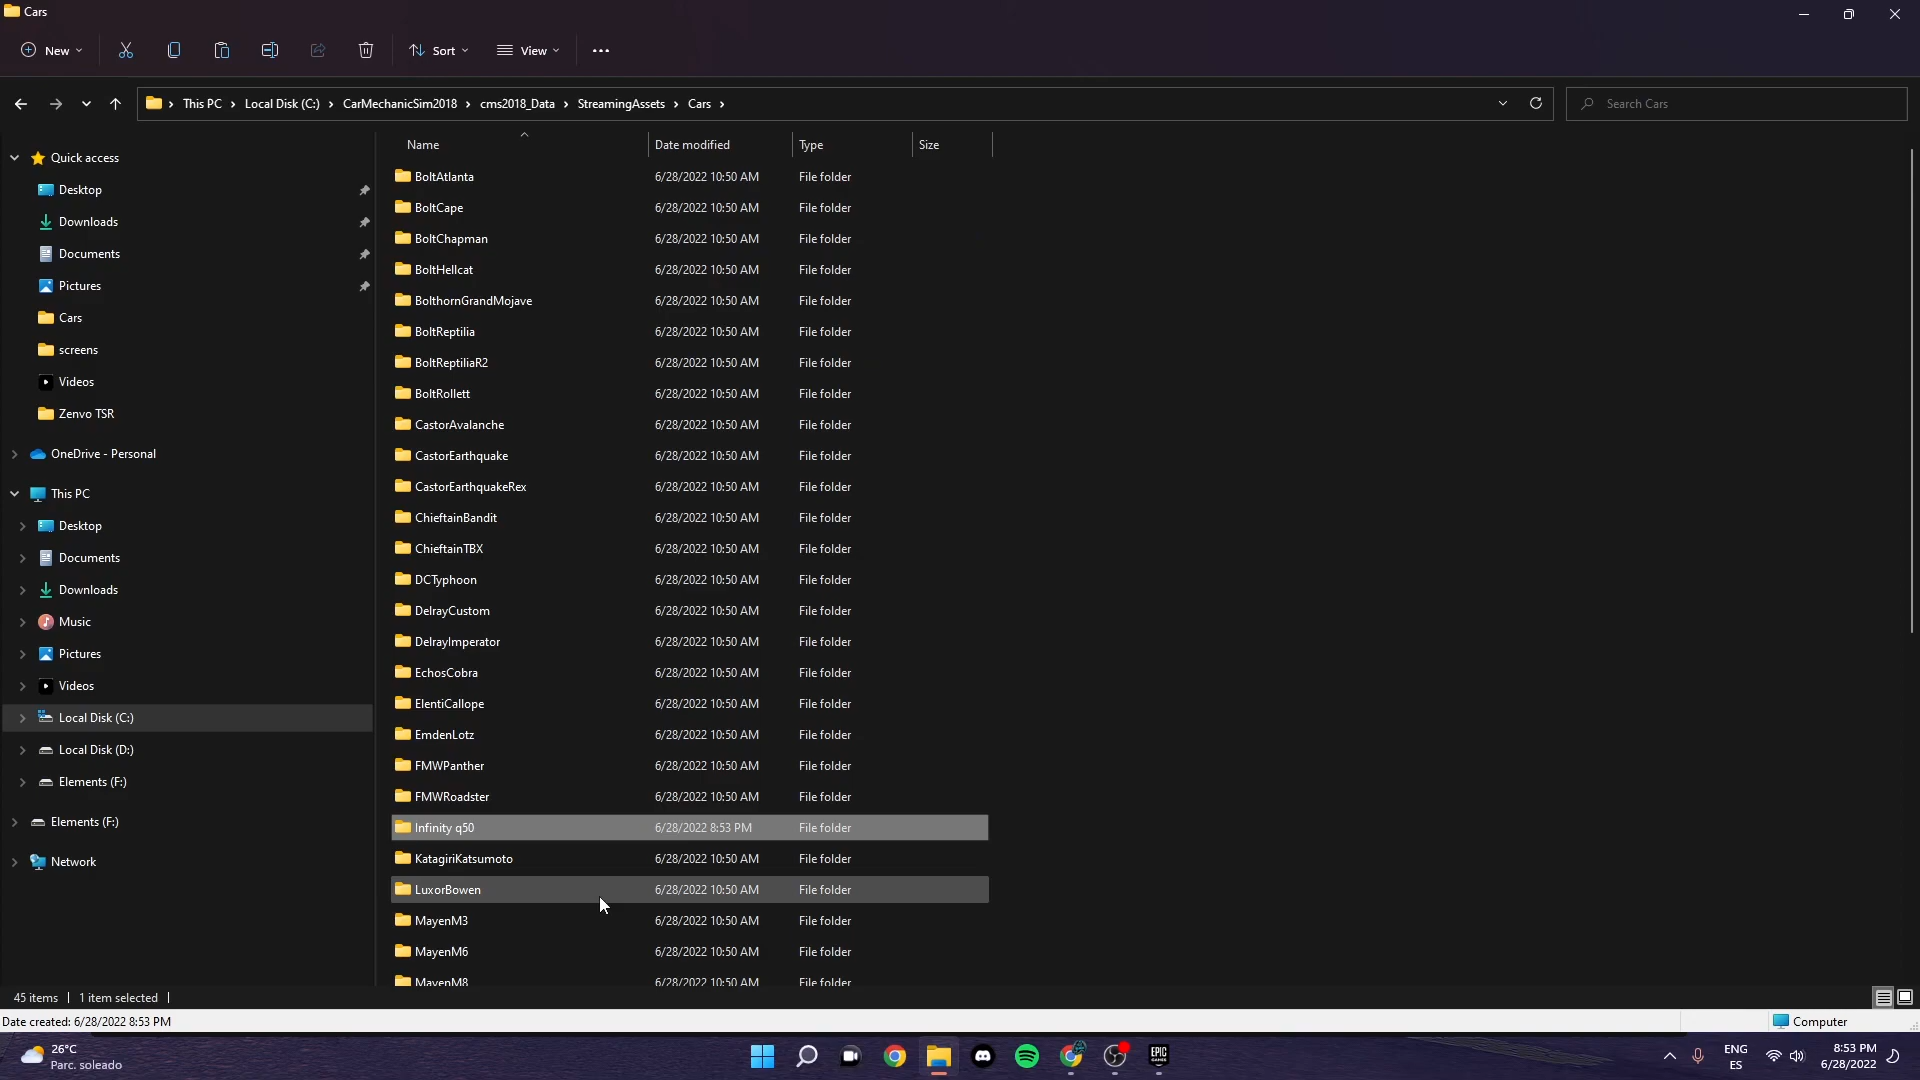 Cars
New
Sort
View
This PC > Local Disk (C:) > CarMechanicSim2018 > cms2018_Data > StreamingAssets > Cars >
Search Cars
Name Date modified Type Size
Quick access
Desktop
Downloads
Documents
Pictures
Cars
screens
Videos
Zenvo TSR
OneDrive - Personal
This PC
Desktop
Documents
Downloads
Music
Pictures
Videos
Local Disk (C:)
Local Disk (D:)
Elements (F:)
Elements (F:)
Network
BoltAtlanta 6/28/2022 10:50 AM File folder
BoltCape 6/28/2022 10:50 AM File folder
BoltChapman 6/28/2022 10:50 AM File folder
BoltHellcat 6/28/2022 10:50 AM File folder
BolthornGrandMojave 6/28/2022 10:50 AM File folder
BoltReptilia 6/28/2022 10:50 AM File folder
BoltReptiliaR2 6/28/2022 10:50 AM File folder
BoltRollett 6/28/2022 10:50 AM File folder
CastorAvalanche 6/28/2022 10:50 AM File folder
CastorEarthquake 6/28/2022 10:50 AM File folder
CastorEarthquakeRex 6/28/2022 10:50 AM File folder
ChieftainBandit 6/28/2022 10:50 AM File folder
ChieftainTBX 6/28/2022 10:50 AM File folder
DCTyphoon 6/28/2022 10:50 AM File folder
DelrayCustom 6/28/2022 10:50 AM File folder
DelrayImperator 6/28/2022 10:50 AM File folder
EchosCobra 6/28/2022 10:50 AM File folder
ElentiCallope 6/28/2022 10:50 AM File folder
EmdenLotz 6/28/2022 10:50 AM File folder
FMWPanther 6/28/2022 10:50 AM File folder
FMWRoadster 6/28/2022 10:50 AM File folder
Infinity q50 6/28/2022 8:53 PM File folder
KatagiriKatsumoto 6/28/2022 10:50 AM File folder
LuxorBowen 6/28/2022 10:50 AM File folder
MayenM3 6/28/2022 10:50 AM File folder
MayenM6 6/28/2022 10:50 AM File folder
MayenM8 6/28/2022 10:50 AM File folder
45 items 1 item selected
Date created: 6/28/2022 8:53 PM
Computer
26°C
Parc. soleado
EPIC
GAMES
ENG
ES
8:53 PM
6/28/2022